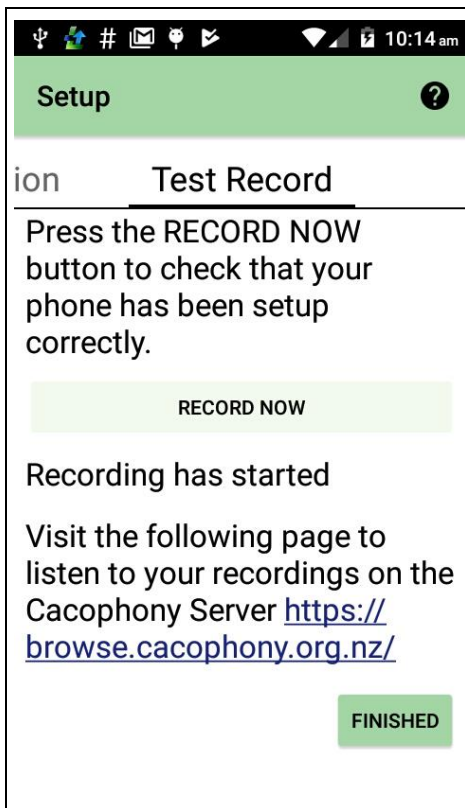 # 10:14 am
Setup ?
ion Test Record
Press the RECORD NOW
button to check that your
phone has been setup
correctly.
RECORD NOW
Recording has started
Visit the following page to
listen to your recordings on the
Cacophony Server https://
browse.cacophony.org.nz/
FINISHED